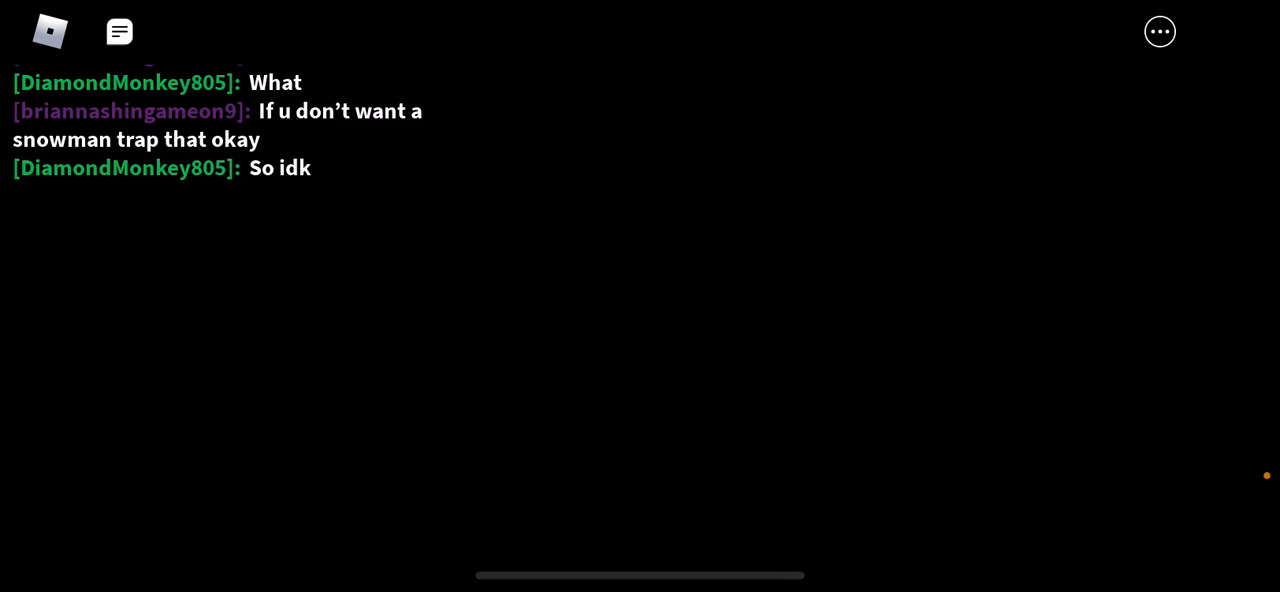 [DiamondMonkey805]: What
[briannashingameon9]: If u don’t want a
snowman trap that okay
[DiamondMonkey805]: So idk